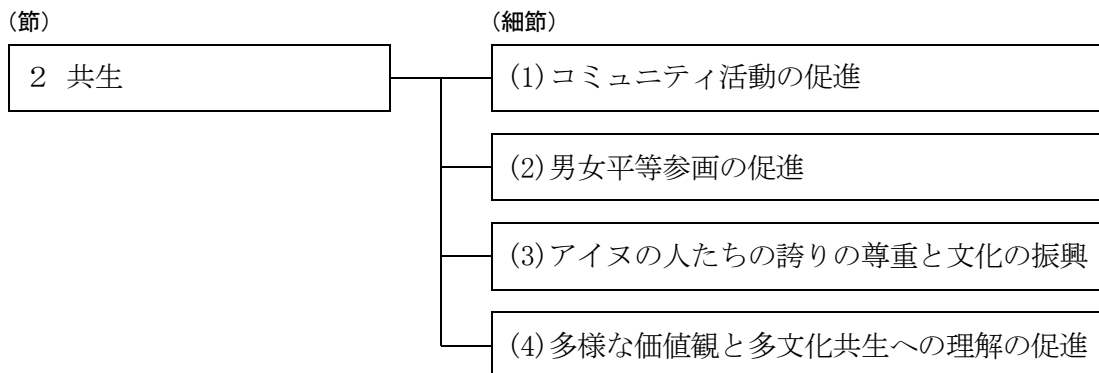 （節）
（細節）
２ 共生
(1)コミュニティ活動の促進
(2)男女平等参画の促進
(3)アイヌの人たちの誇りの尊重と文化の振興
(4)多様な価値観と多文化共生への理解の促進